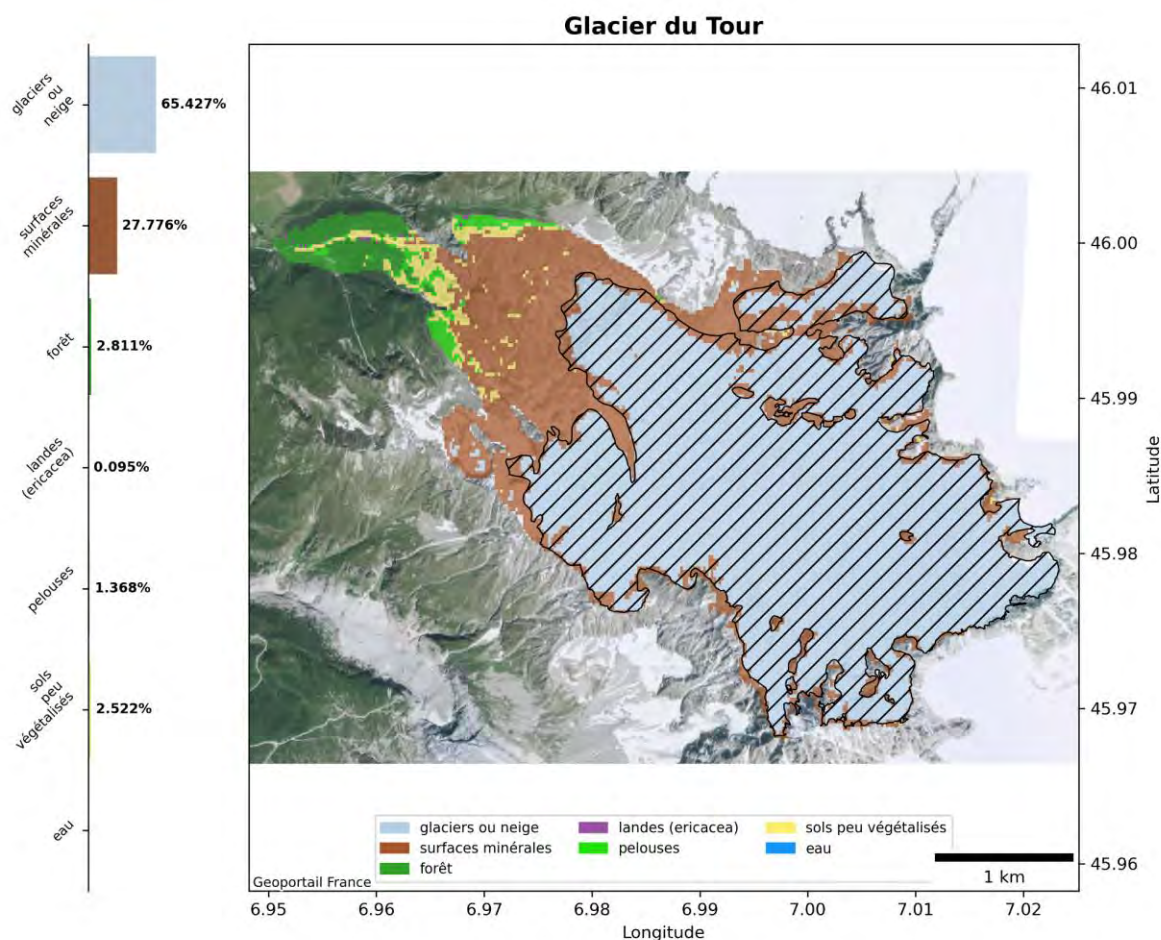 Glacier du Tour
glaciers
ou
neige
65.427%
surfaces
minérales
27.776%
forêt
2.811%
landes
(ericacea)
0.095%
pelouses
1.368%
sols
peu
végétalisés
2.522%
eau
46.01
46.00
45.99
45.98
45.97
45.96
Latitude
glaciers ou neige
surfaces minérales
forêt
landes (ericacea)
pelouses
sols peu végétalisés
eau
1 km
Geoportail France
6.95 6.96 6.97 6.98 6.99 7.00 7.01 7.02
Longitude